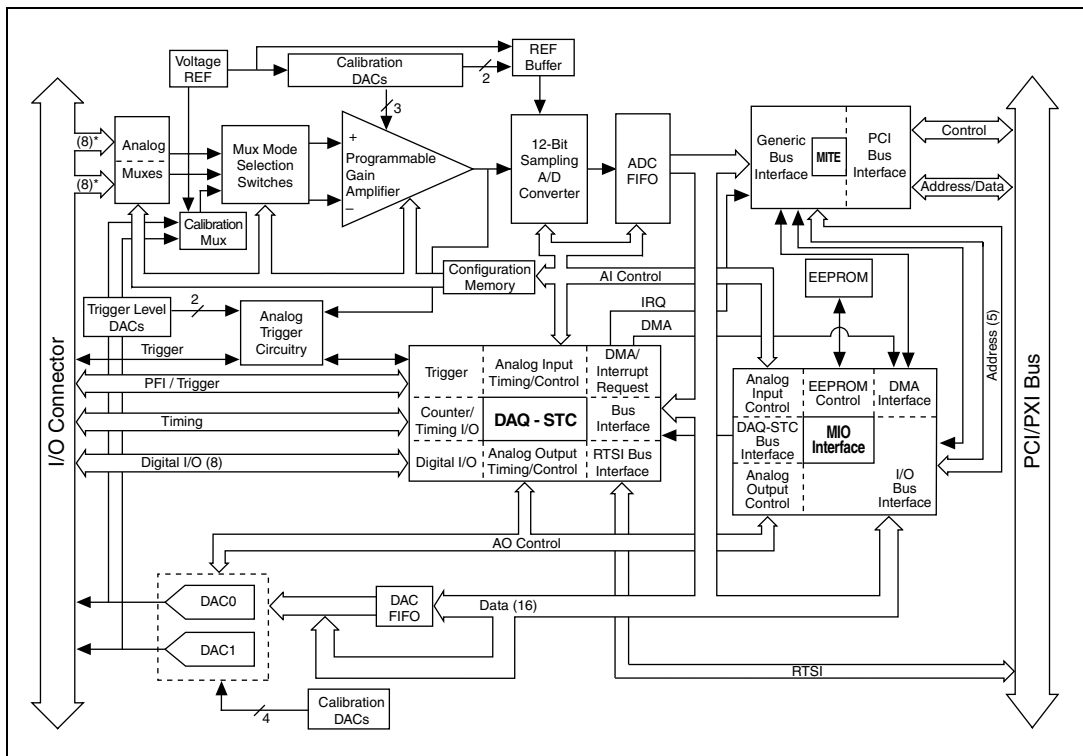 Voltage
REF
Calibration
DACs
2
REF
Buffer
3
(8)*
(8)*
Analog
Muxes
Mux Mode
Selection
Switches
+
Programmable
Gain
Amplifier
–
12-Bit
Sampling
A/D
Converter
ADC
FIFO
Generic
Bus
Interface
MITE
PCI
Bus
Interface
Control
Address/Data
Calibration
Mux
Configuration
Memory
AI Control
EEPROM
Trigger Level
DACs
2
Analog
Trigger
Circuitry
IRQ
DMA
Address (5)
Trigger
PFI / Trigger
Timing
Digital I/O (8)
I/O Connector
PCI/PXI Bus
Trigger
Analog Input
Timing/Control
DMA/
Interrupt
Request
Counter/
Timing I/O
DAQ - STC
Bus
Interface
Digital I/O
Analog Output
Timing/Control
RTSI Bus
Interface
Analog
Input
Control
EEPROM
Control
DMA
Interface
DAQ-STC
Bus
Interface
MIO
Interface
Analog
Output
Control
I/O
Bus
Interface
AO Control
DAC0
DAC1
DAC
FIFO
Data (16)
RTSI
4
Calibration
DACs